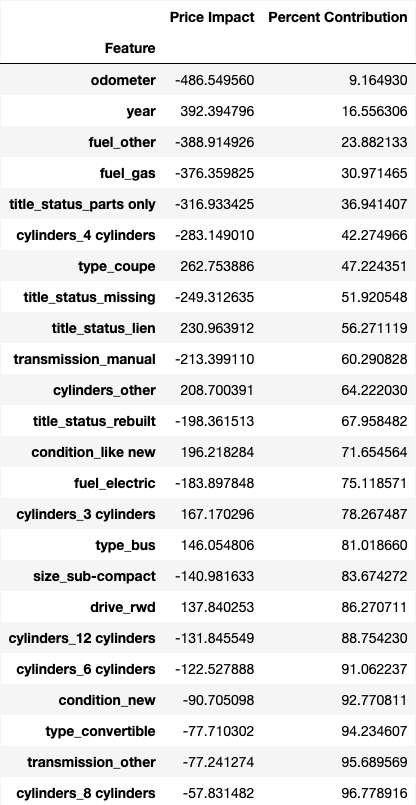 Price Impact Percent Contribution
Feature
odometer -486.549560 9.164930
year 392.394796 16.556306
fuel_other -388.914926 23.882133
fuel_gas -376.359825 30.971465
title_status_parts only -316.933425 36.941407
cylinders_4 cylinders -283.149010 42.274966
type_coupe 262.753886 47.224351
title_status_missing -249.312635 51.920548
title_status_lien 230.963912 56.271119
transmission_manual -213.399110 60.290828
cylinders_other 208.700391 64.222030
title_status_rebuilt -198.361513 67.958482
condition_like new 196.218284 71.654564
fuel_electric -183.897848 75.118571
cylinders_3 cylinders 167.170296 78.267487
type_bus 146.054806 81.018660
size_sub-compact -140.981633 83.674272
drive_rwd 137.840253 86.270711
cylinders_12 cylinders -131.845549 88.754230
cylinders_6 cylinders -122.527888 91.062237
condition_new -90.705098 92.770811
type_convertible -77.710302 94.234607
transmission_other -77.241274 95.689569
cylinders_8 cylinders -57.831482 96.778916